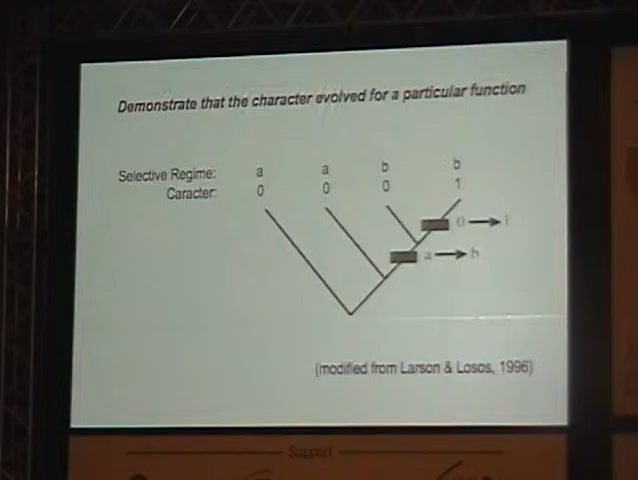 Demonstrate that the character evolved for a particular function
Selective Regime: a a b b
Caracter: 0 0 0 1
0 1
a b
(modified from Larson & Losos, 1996)
Support